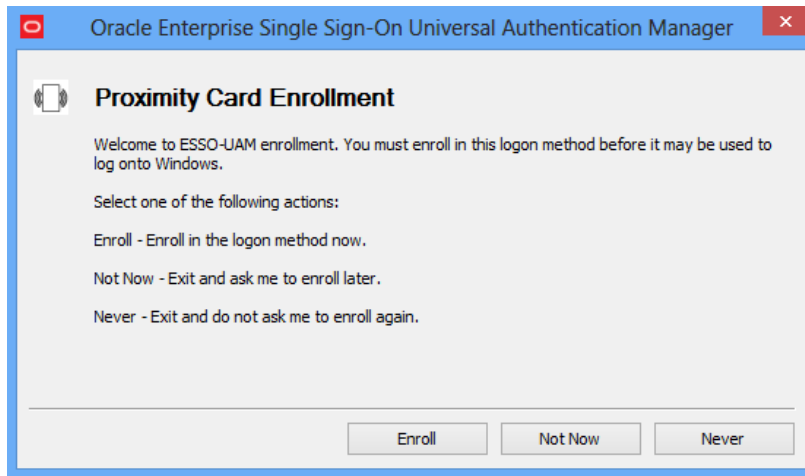 Oracle Enterprise Single Sign-On Universal Authentication Manager
Proximity Card Enrollment
Welcome to ESSO-UAM enrollment. You must enroll in this logon method before it may be used to
log onto Windows.
Select one of the following actions:
Enroll - Enroll in the logon method now.
Not Now - Exit and ask me to enroll later.
Never - Exit and do not ask me to enroll again.
Enroll Not Now Never